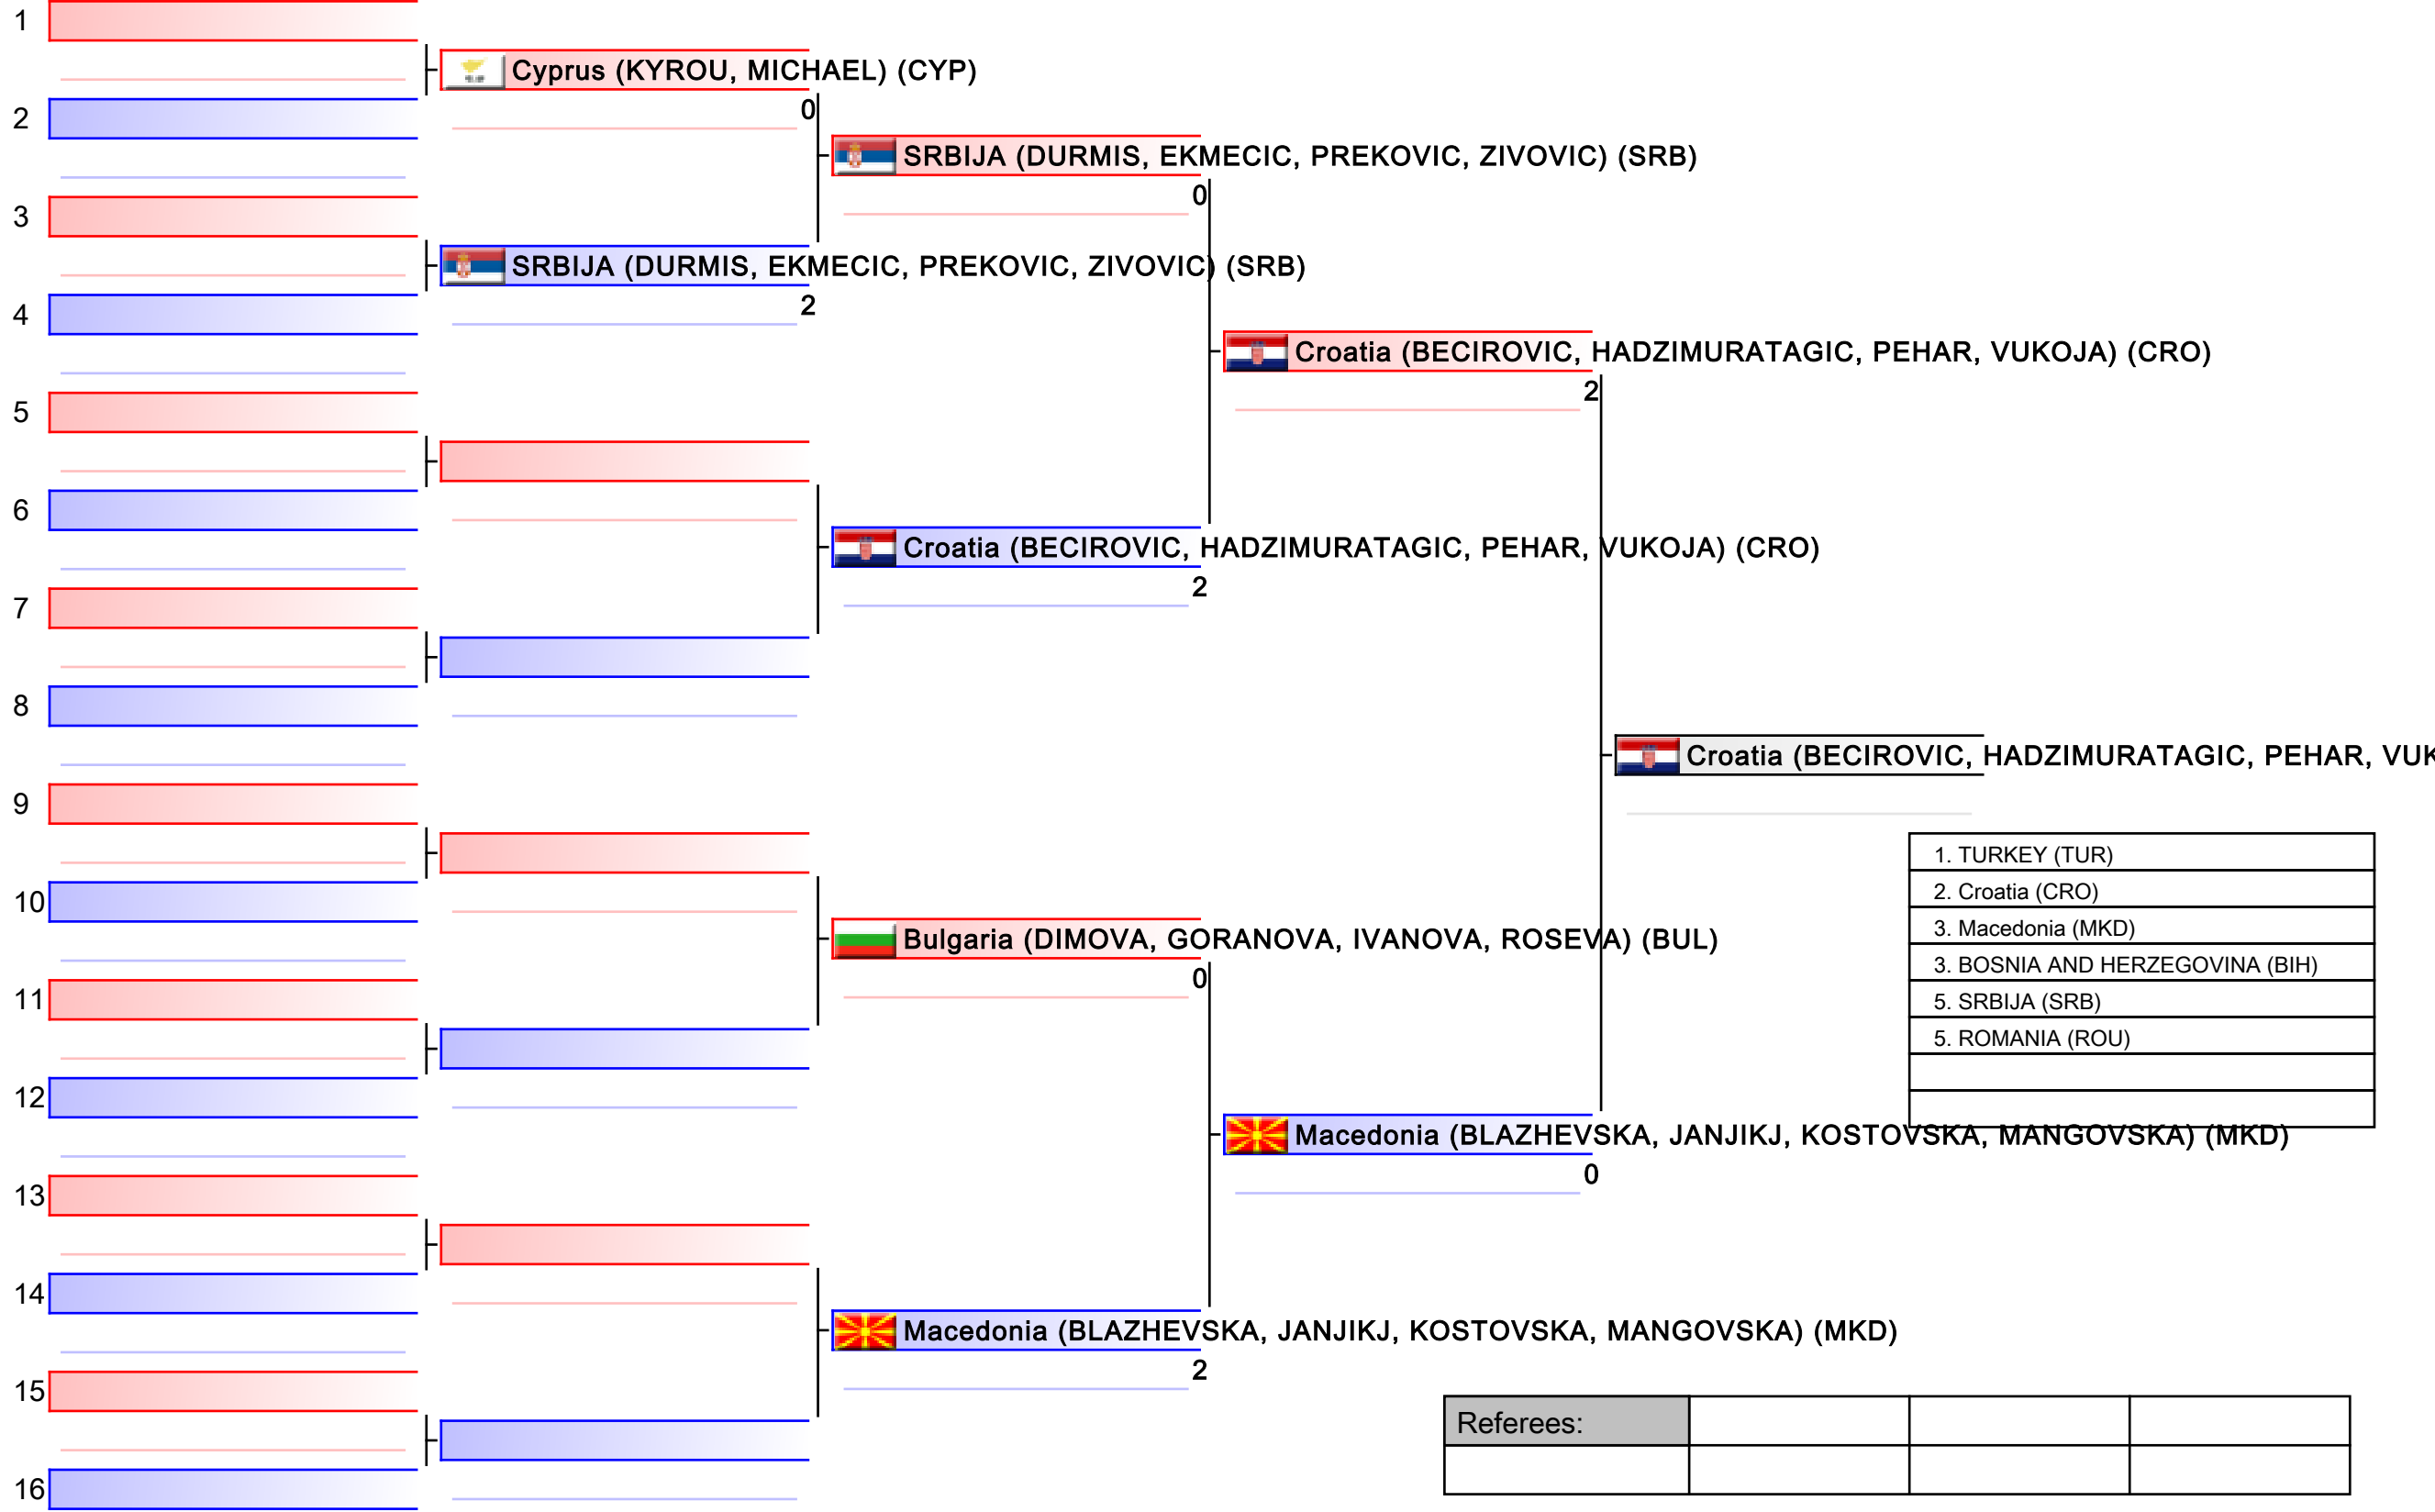 1
Cyprus (KYROU, MICHAEL) (CYP)
0
2
SRBIJA (DURMIS, EKMECIC, PREKOVIC, ZIVOVIC) (SRB)
0
3
SRBIJA (DURMIS, EKMECIC, PREKOVIC, ZIVOVIC) (SRB)
2
4
Croatia (BECIROVIC, HADZIMURATAGIC, PEHAR, VUKOJA) (CRO)
2
5
6
Croatia (BECIROVIC, HADZIMURATAGIC, PEHAR, VUKOJA) (CRO)
2
7
8
Croatia (BECIROVIC, HADZIMURATAGIC, PEHAR, VUK
9
1. TURKEY (TUR)
2. Croatia (CRO)
3. Macedonia (MKD)
3. BOSNIA AND HERZEGOVINA (BIH)
5. SRBIJA (SRB)
5. ROMANIA (ROU)
10
Bulgaria (DIMOVA, GORANOVA, IVANOVA, ROSEVA) (BUL)
0
11
12
Macedonia (BLAZHEVSKA, JANJIKJ, KOSTOVSKA, MANGOVSKA) (MKD)
0
13
14
Macedonia (BLAZHEVSKA, JANJIKJ, KOSTOVSKA, MANGOVSKA) (MKD)
2
15
Referees:
16